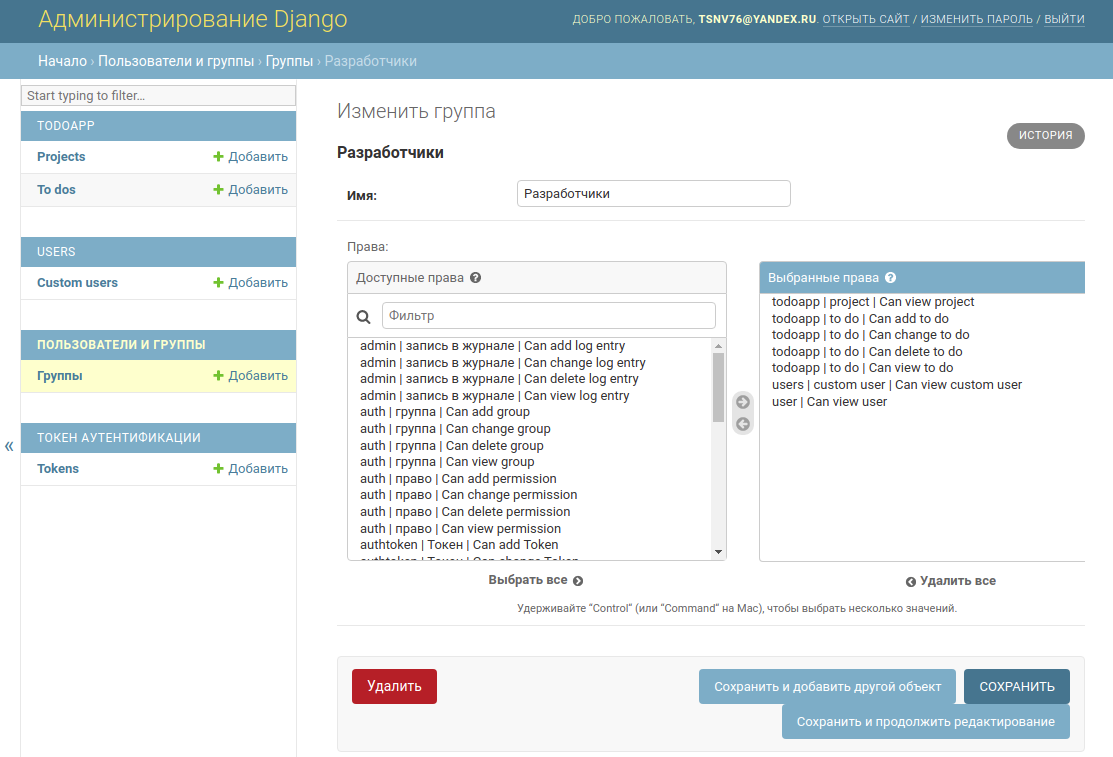 Администрирование Django
ДОБРО ПОЖАЛОВАТЬ, TSNV76@YANDEX.RU. ОТКРЫТЬ САЙТ / ИЗМЕНИТЬ ПАРОЛЬ / ВЫЙТИ
Начало › Пользователи и группы › Группы › Разработчики
Start typing to filter...
TODOAPP
Projects Добавить
To dos Добавить
USERS
Custom users Добавить
ПОЛЬЗОВАТЕЛИ И ГРУППЫ
Группы Добавить
ТОКЕН АУТЕНТИФИКАЦИИ
Tokens Добавить
«
Изменить группа
ИСТОРИЯ
Разработчики
Имя: Разработчики
Права:
Доступные права ?
Фильтр
admin | запись в журнале | Can add log entry
admin | запись в журнале | Can change log entry
admin | запись в журнале | Can delete log entry
admin | запись в журнале | Can view log entry
auth | группа | Can add group
auth | группа | Can change group
auth | группа | Can delete group
auth | группа | Can view group
auth | право | Can add permission
auth | право | Can change permission
auth | право | Can delete permission
auth | право | Can view permission
authtoken | Токен | Can add Token
authtoken | Токен | Can change Token
Выбрать все
Выбранные права ?
todoapp | project | Can view project
todoapp | to do | Can add to do
todoapp | to do | Can change to do
todoapp | to do | Can delete to do
todoapp | to do | Can view to do
users | custom user | Can view custom user
user | Can view user
Удалить все
Удерживайте “Control“ (или “Command“ на Mac), чтобы выбрать несколько значений.
Удалить
Сохранить и добавить другой объект
СОХРАНИТЬ
Сохранить и продолжить редактирование